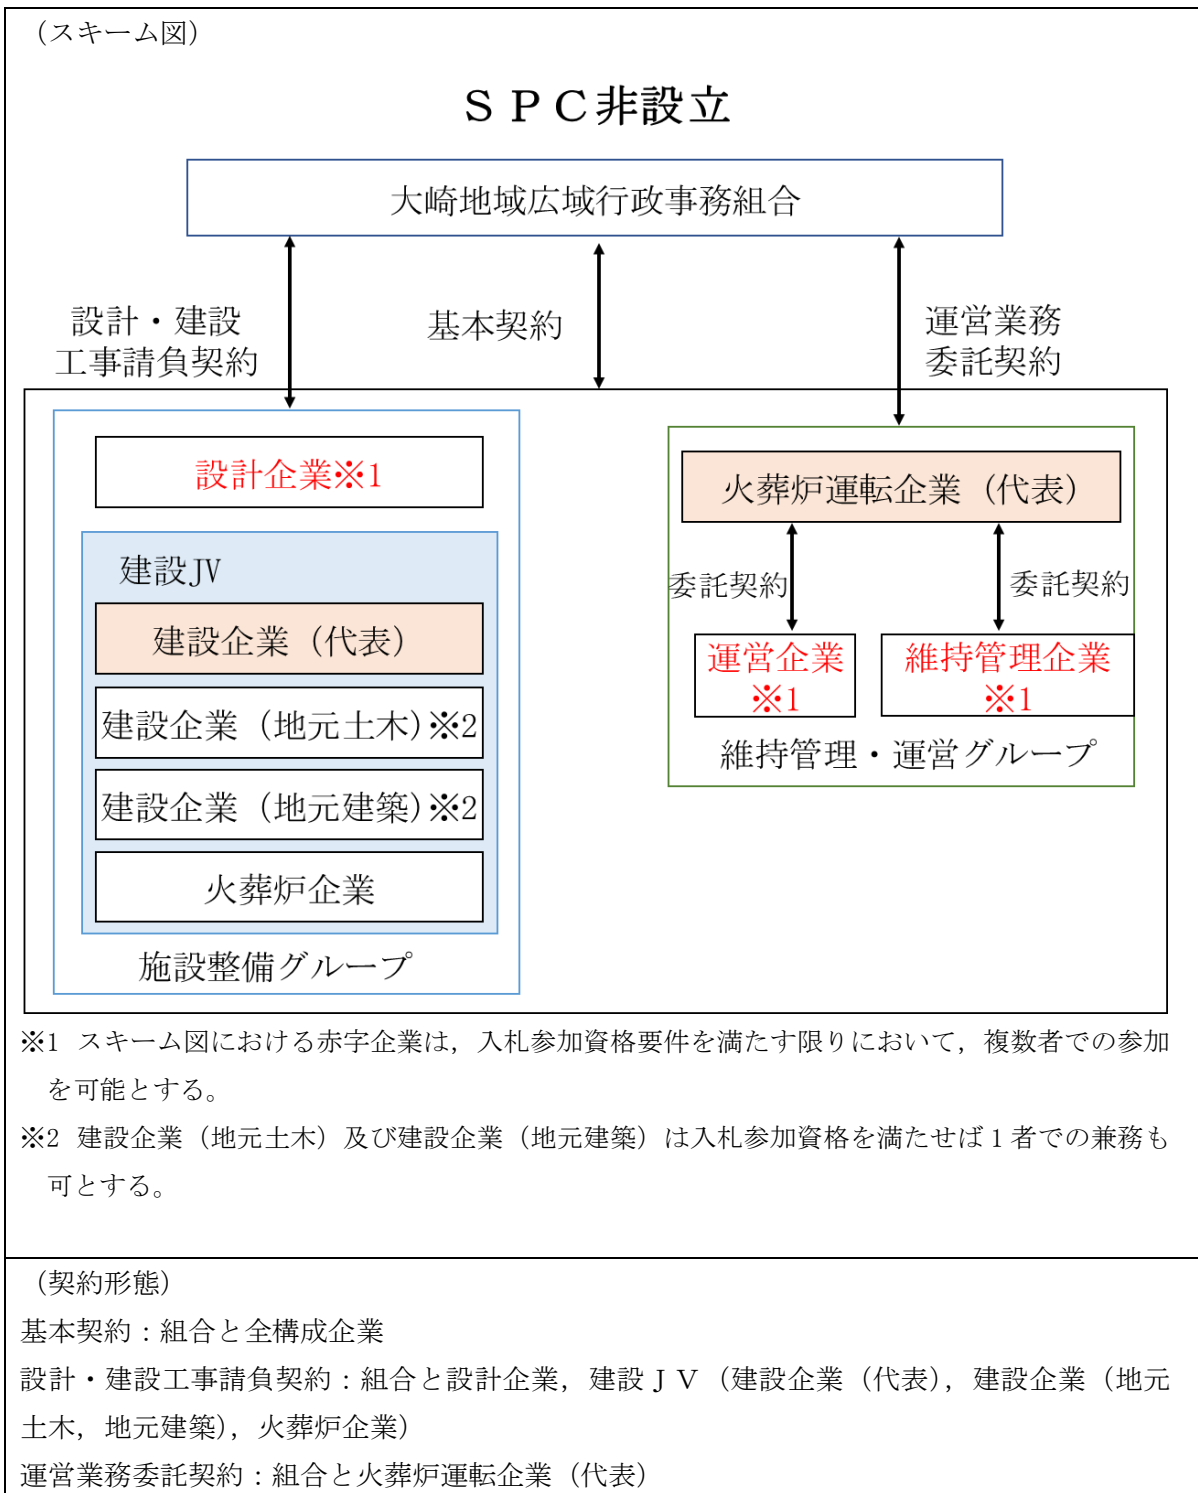 （スキーム図）
ＳＰＣ非設立
大崎地域広域行政事務組合
設計・建設
工事請負契約
基本契約
運営業務
委託契約
設計企業※1
建設JV
建設企業（代表）
建設企業（地元土木）※2
建設企業（地元建築）※2
火葬炉企業
施設整備グループ
火葬炉運転企業（代表）
委託契約
委託契約
運営企業
※1
維持管理企業
※1
維持管理・運営グループ
※1 スキーム図における赤字企業は，入札参加資格要件を満たす限りにおいて，複数者での参加
を可能とする。
※2 建設企業（地元土木）及び建設企業（地元建築）は入札参加資格を満たせば１者での兼務も
可とする。
（契約形態）
基本契約：組合と全構成企業
設計・建設工事請負契約：組合と設計企業，建設ＪＶ（建設企業（代表），建設企業（地元
土木，地元建築），火葬炉企業）
運営業務委託契約：組合と火葬炉運転企業（代表）